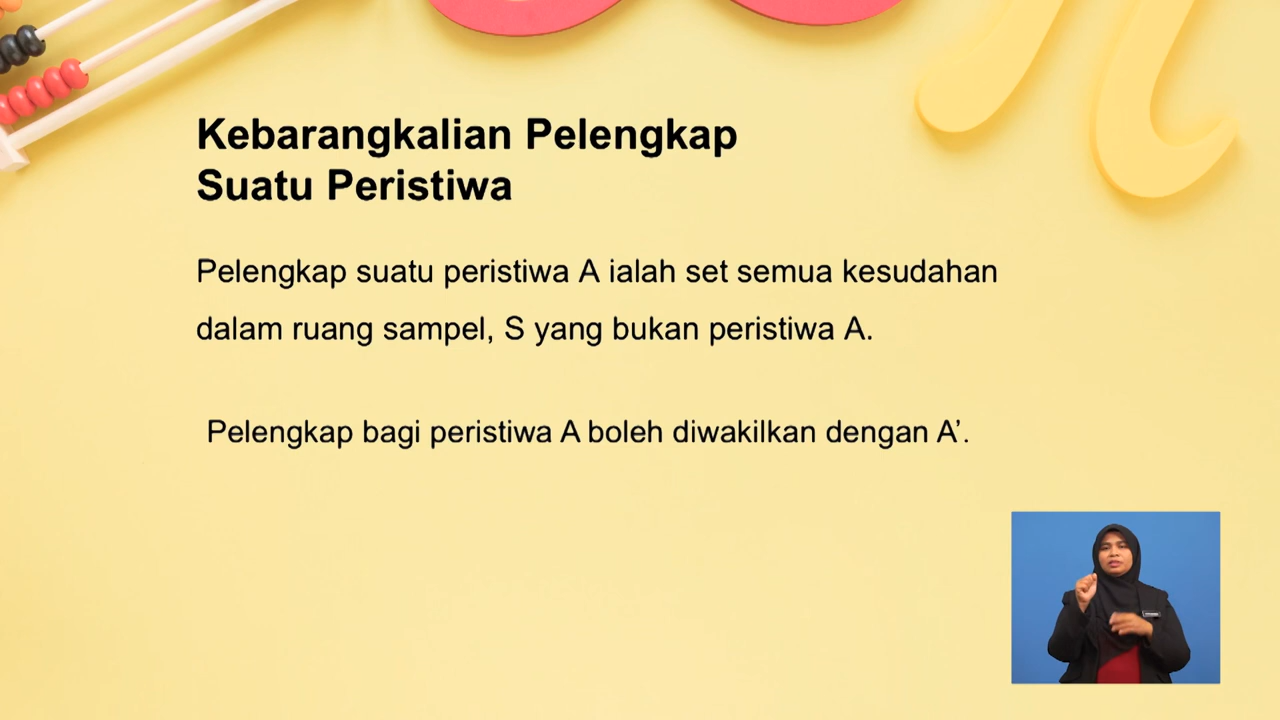 Kebarangkalian Pelengkap
Suatu Peristiwa
Pelengkap suatu peristiwa A ialah set semua kesudahan
dalam ruang sampel, S yang bukan peristiwa A.
Pelengkap bagi peristiwa A boleh diwakilkan dengan A’.